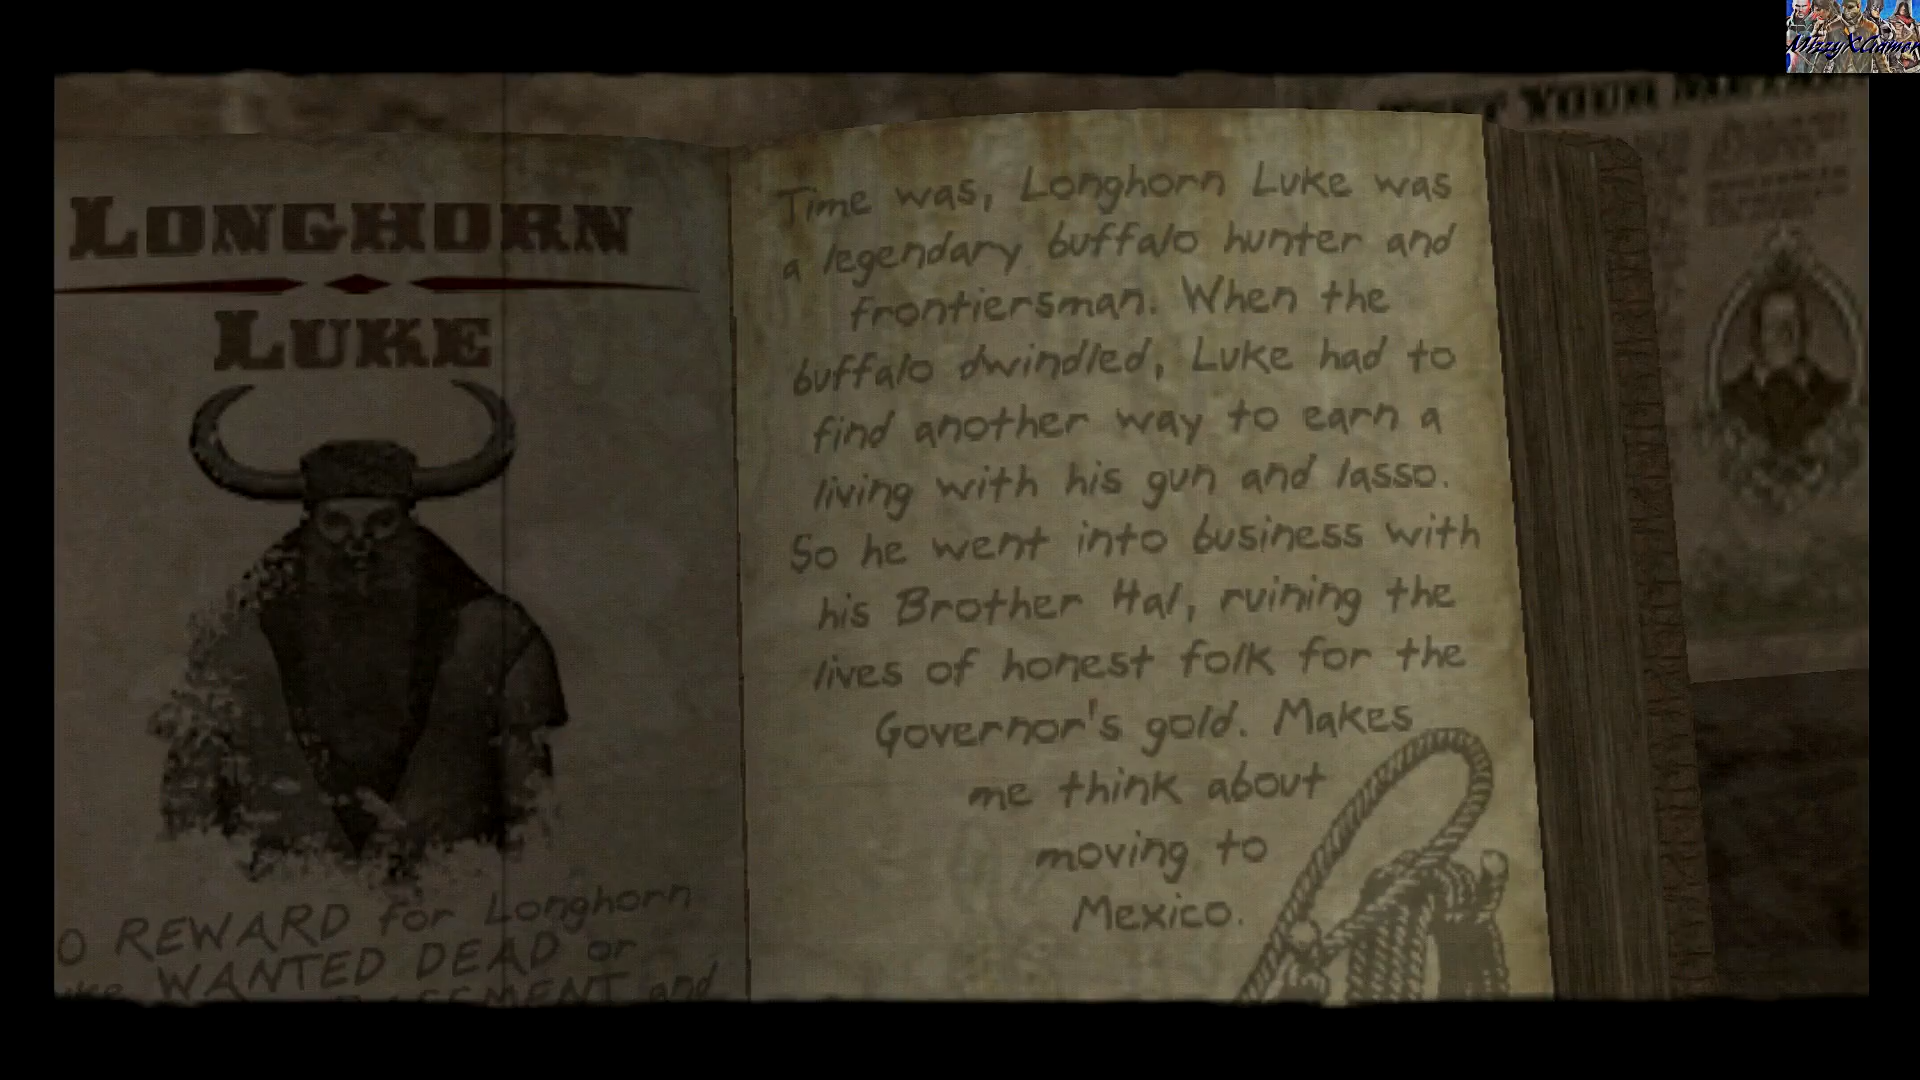 MizzyXGamer
LONGHORN
LUKE
O REWARD for Longhorn
WANTED DEAD or
and
Time was, Longhorn Luke was
a legendary buffalo hunter and
frontiersman. When the
buffalo dwindled, Luke had to
find another way to earn a
living with his gun and lasso.
So he went into business with
his Brother Hal, ruining the
lives of honest folk for the
Governor's gold. Makes
me think about
moving to
Mexico.
YOUR